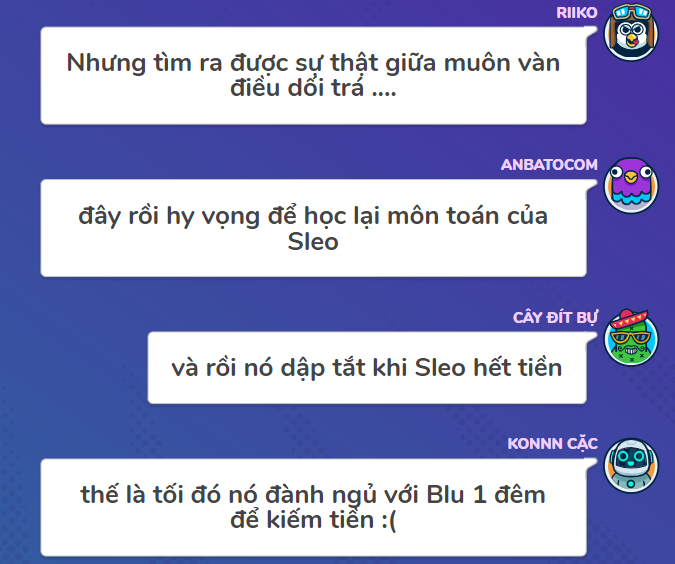 RIIKO
Nhưng tìm ra được sự thật giữa muôn vàn
điều dối trá ....
ANBATOCOM
đây rồi hy vọng để học lại môn toán của
Sleo
CÂY ĐÍT BỰ
và rồi nó dập tắt khi Sleo hết tiền
KONNN CẶC
thế là tối đó nó đành ngủ với Blu 1 đêm
để kiếm tiền :(